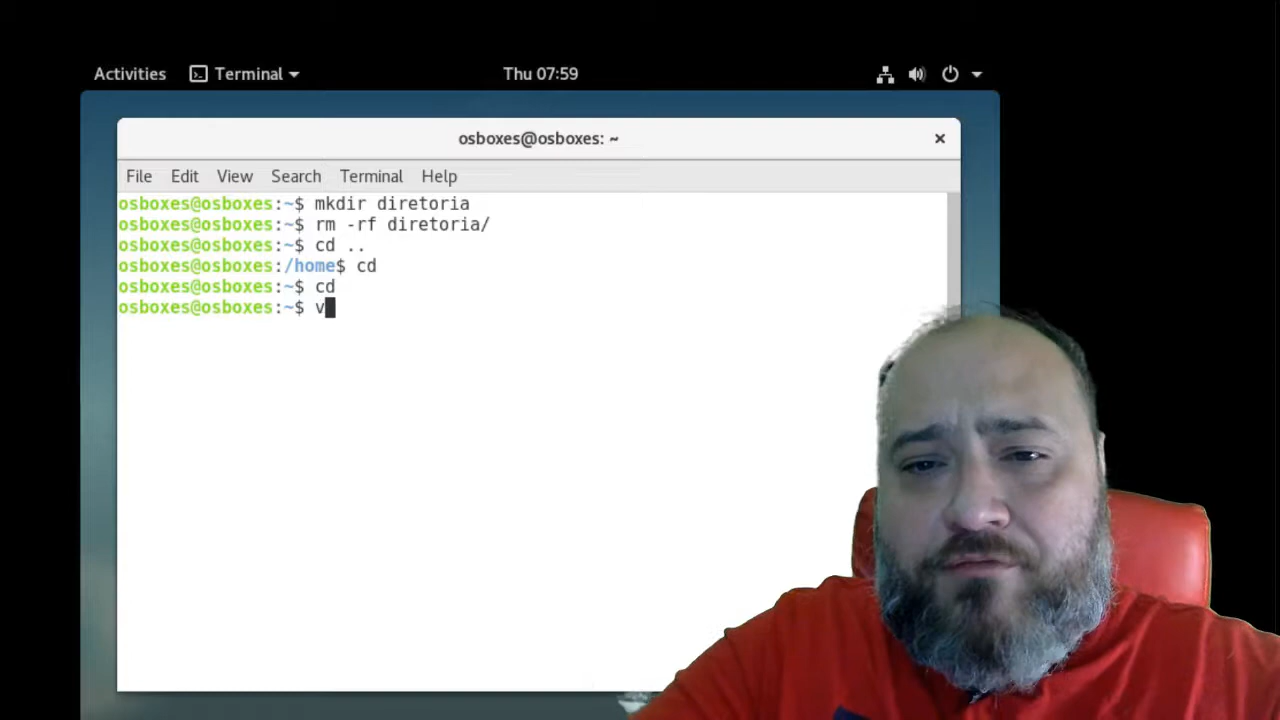 Activities Terminal Thu 07:59
osboxes@osboxes: ~
File Edit View Search Terminal Help
osboxes@osboxes:~$ mkdir diretoria
osboxes@osboxes:~$ rm -rf diretoria/
osboxes@osboxes:~$ cd ..
osboxes@osboxes:/home$ cd
osboxes@osboxes:~$ cd
osboxes@osboxes:~$ v